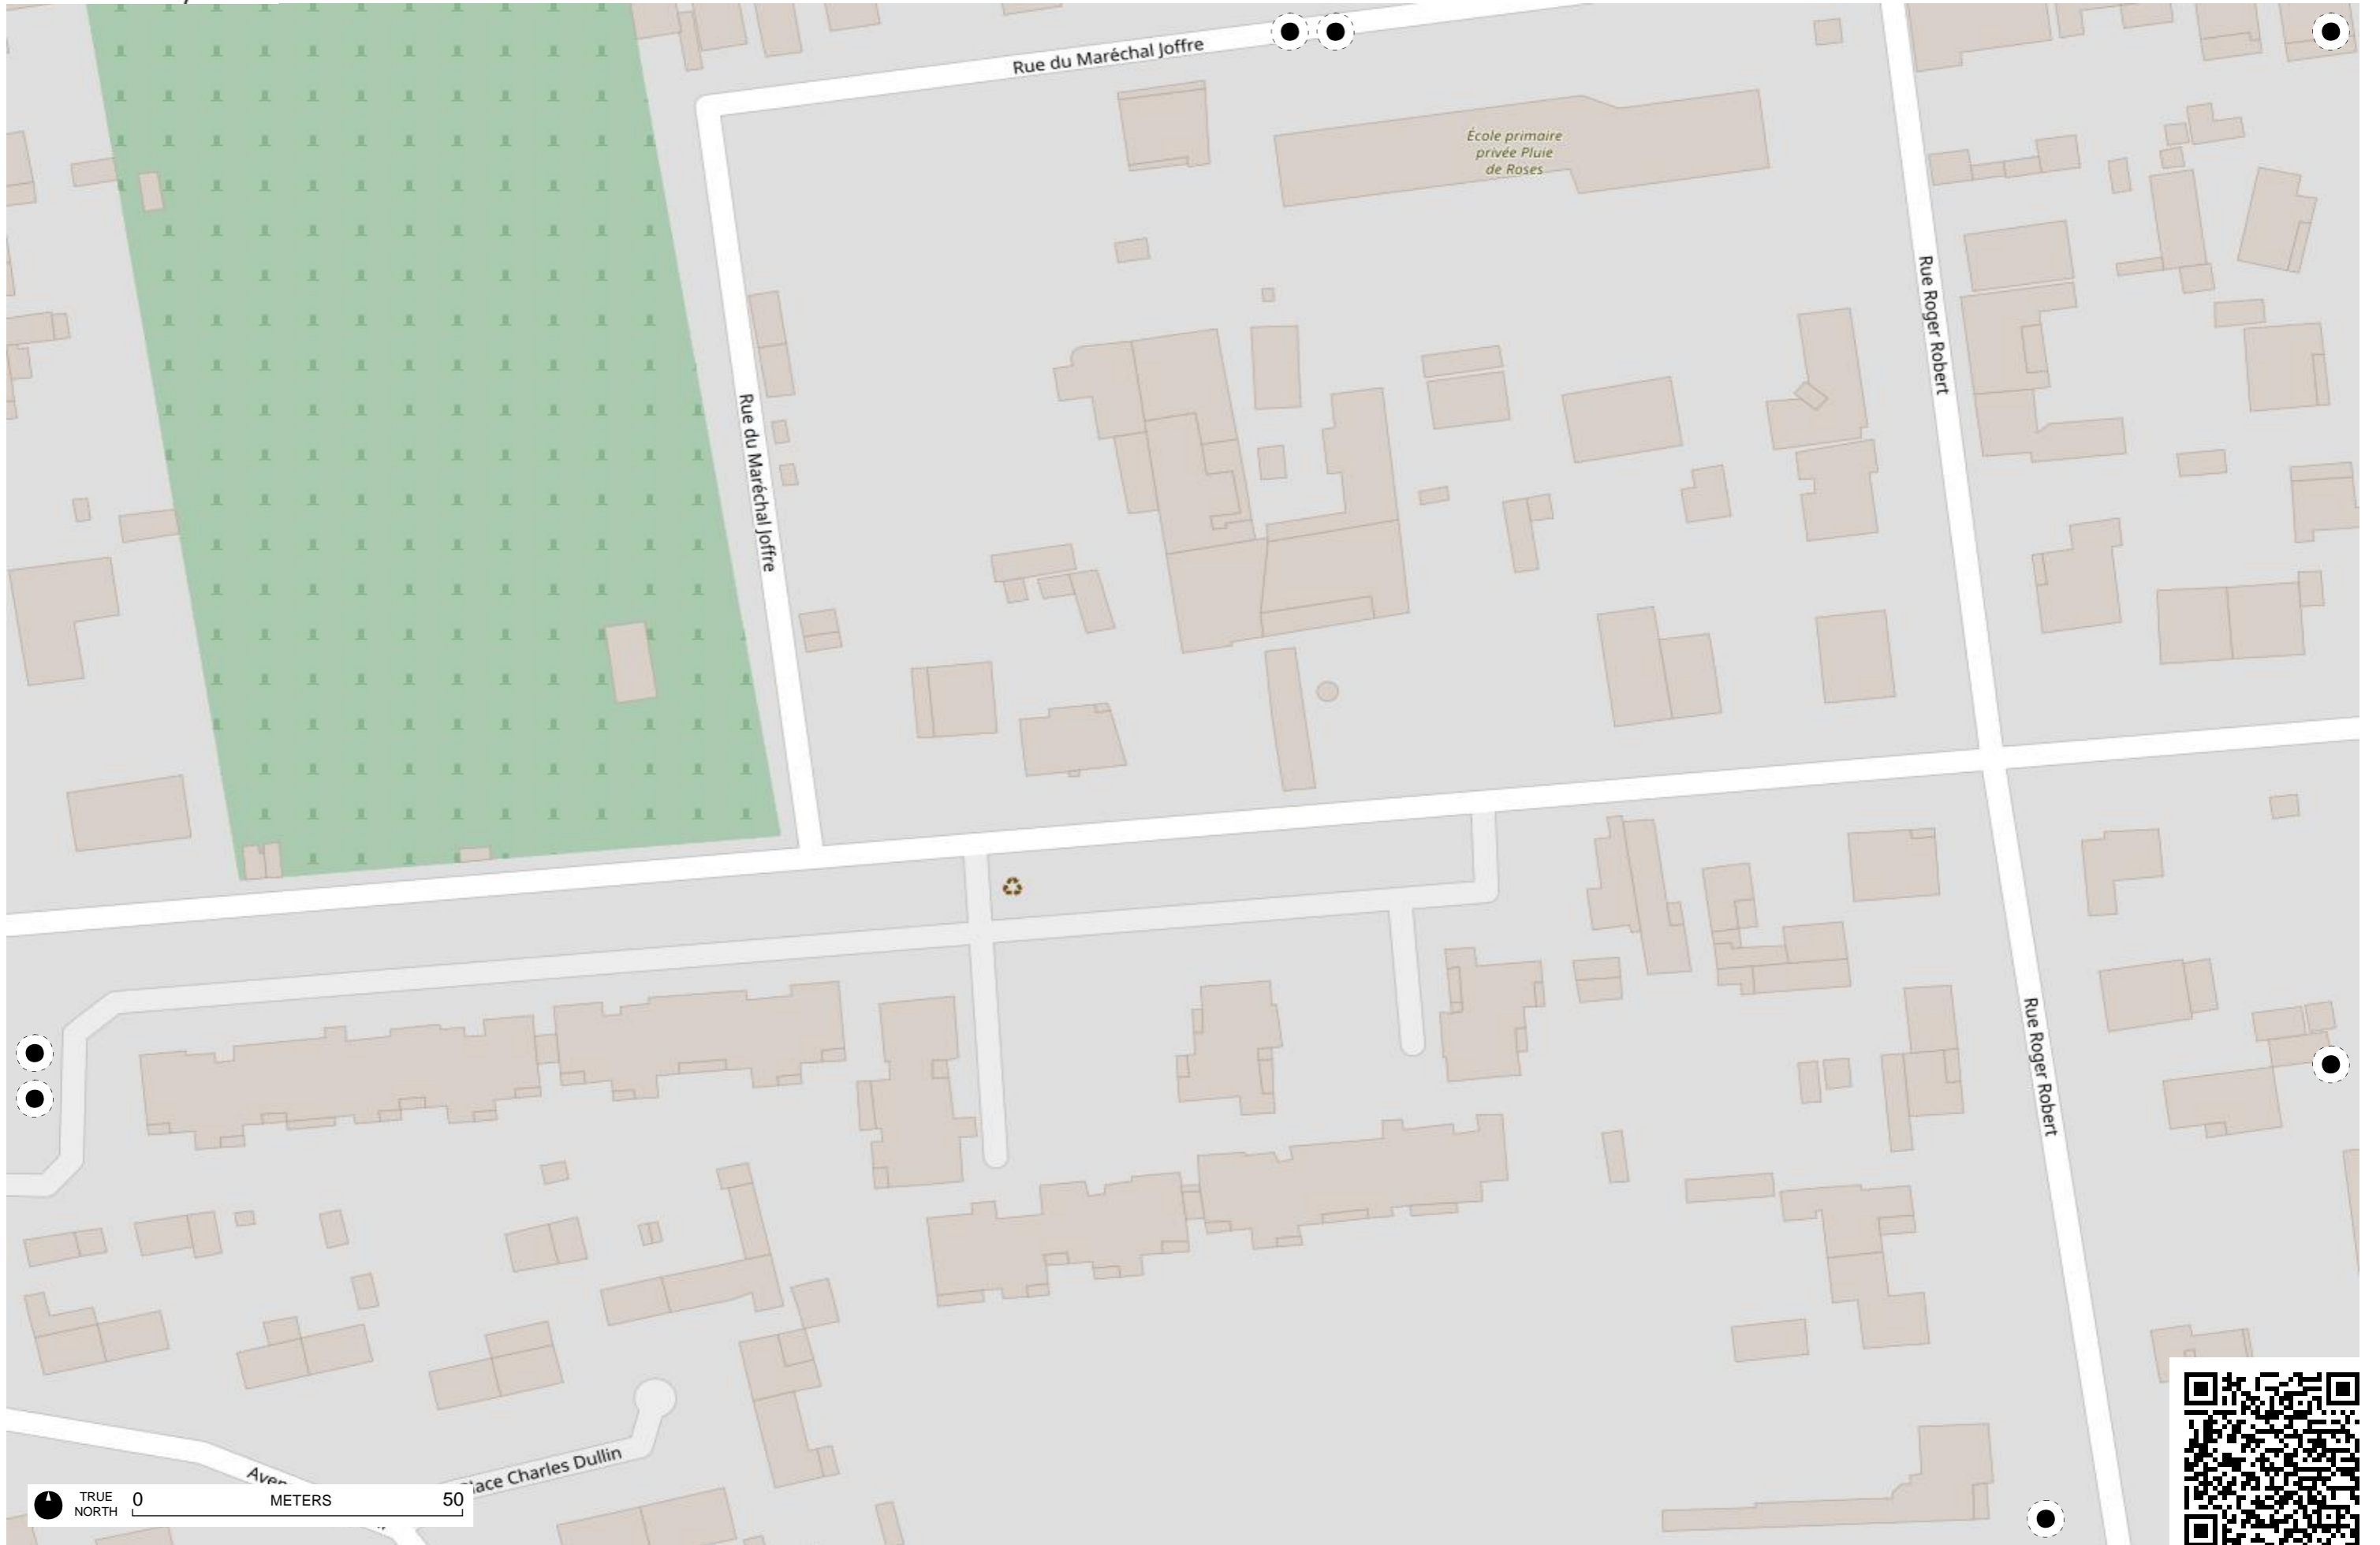 Rue du Maréchal Joffre
École primaire
privée Pluie
de Roses
Rue Roger Robert
Rue du Maréchal Joffre
Rue Roger Robert
Place Charles Dullin
TRUE
NORTH
0 METERS 50